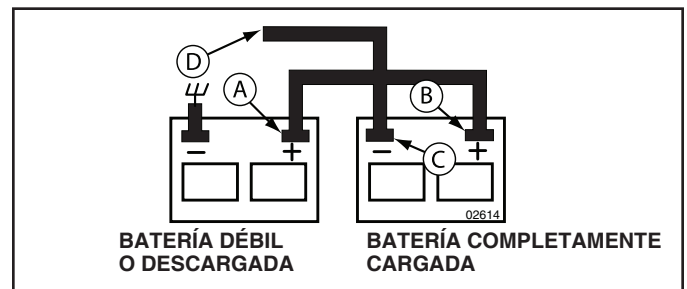 D
A
B
C
− +
− +
02614
BATERÍA DÉBIL
O DESCARGADA
BATERÍA COMPLETAMENTE
CARGADA